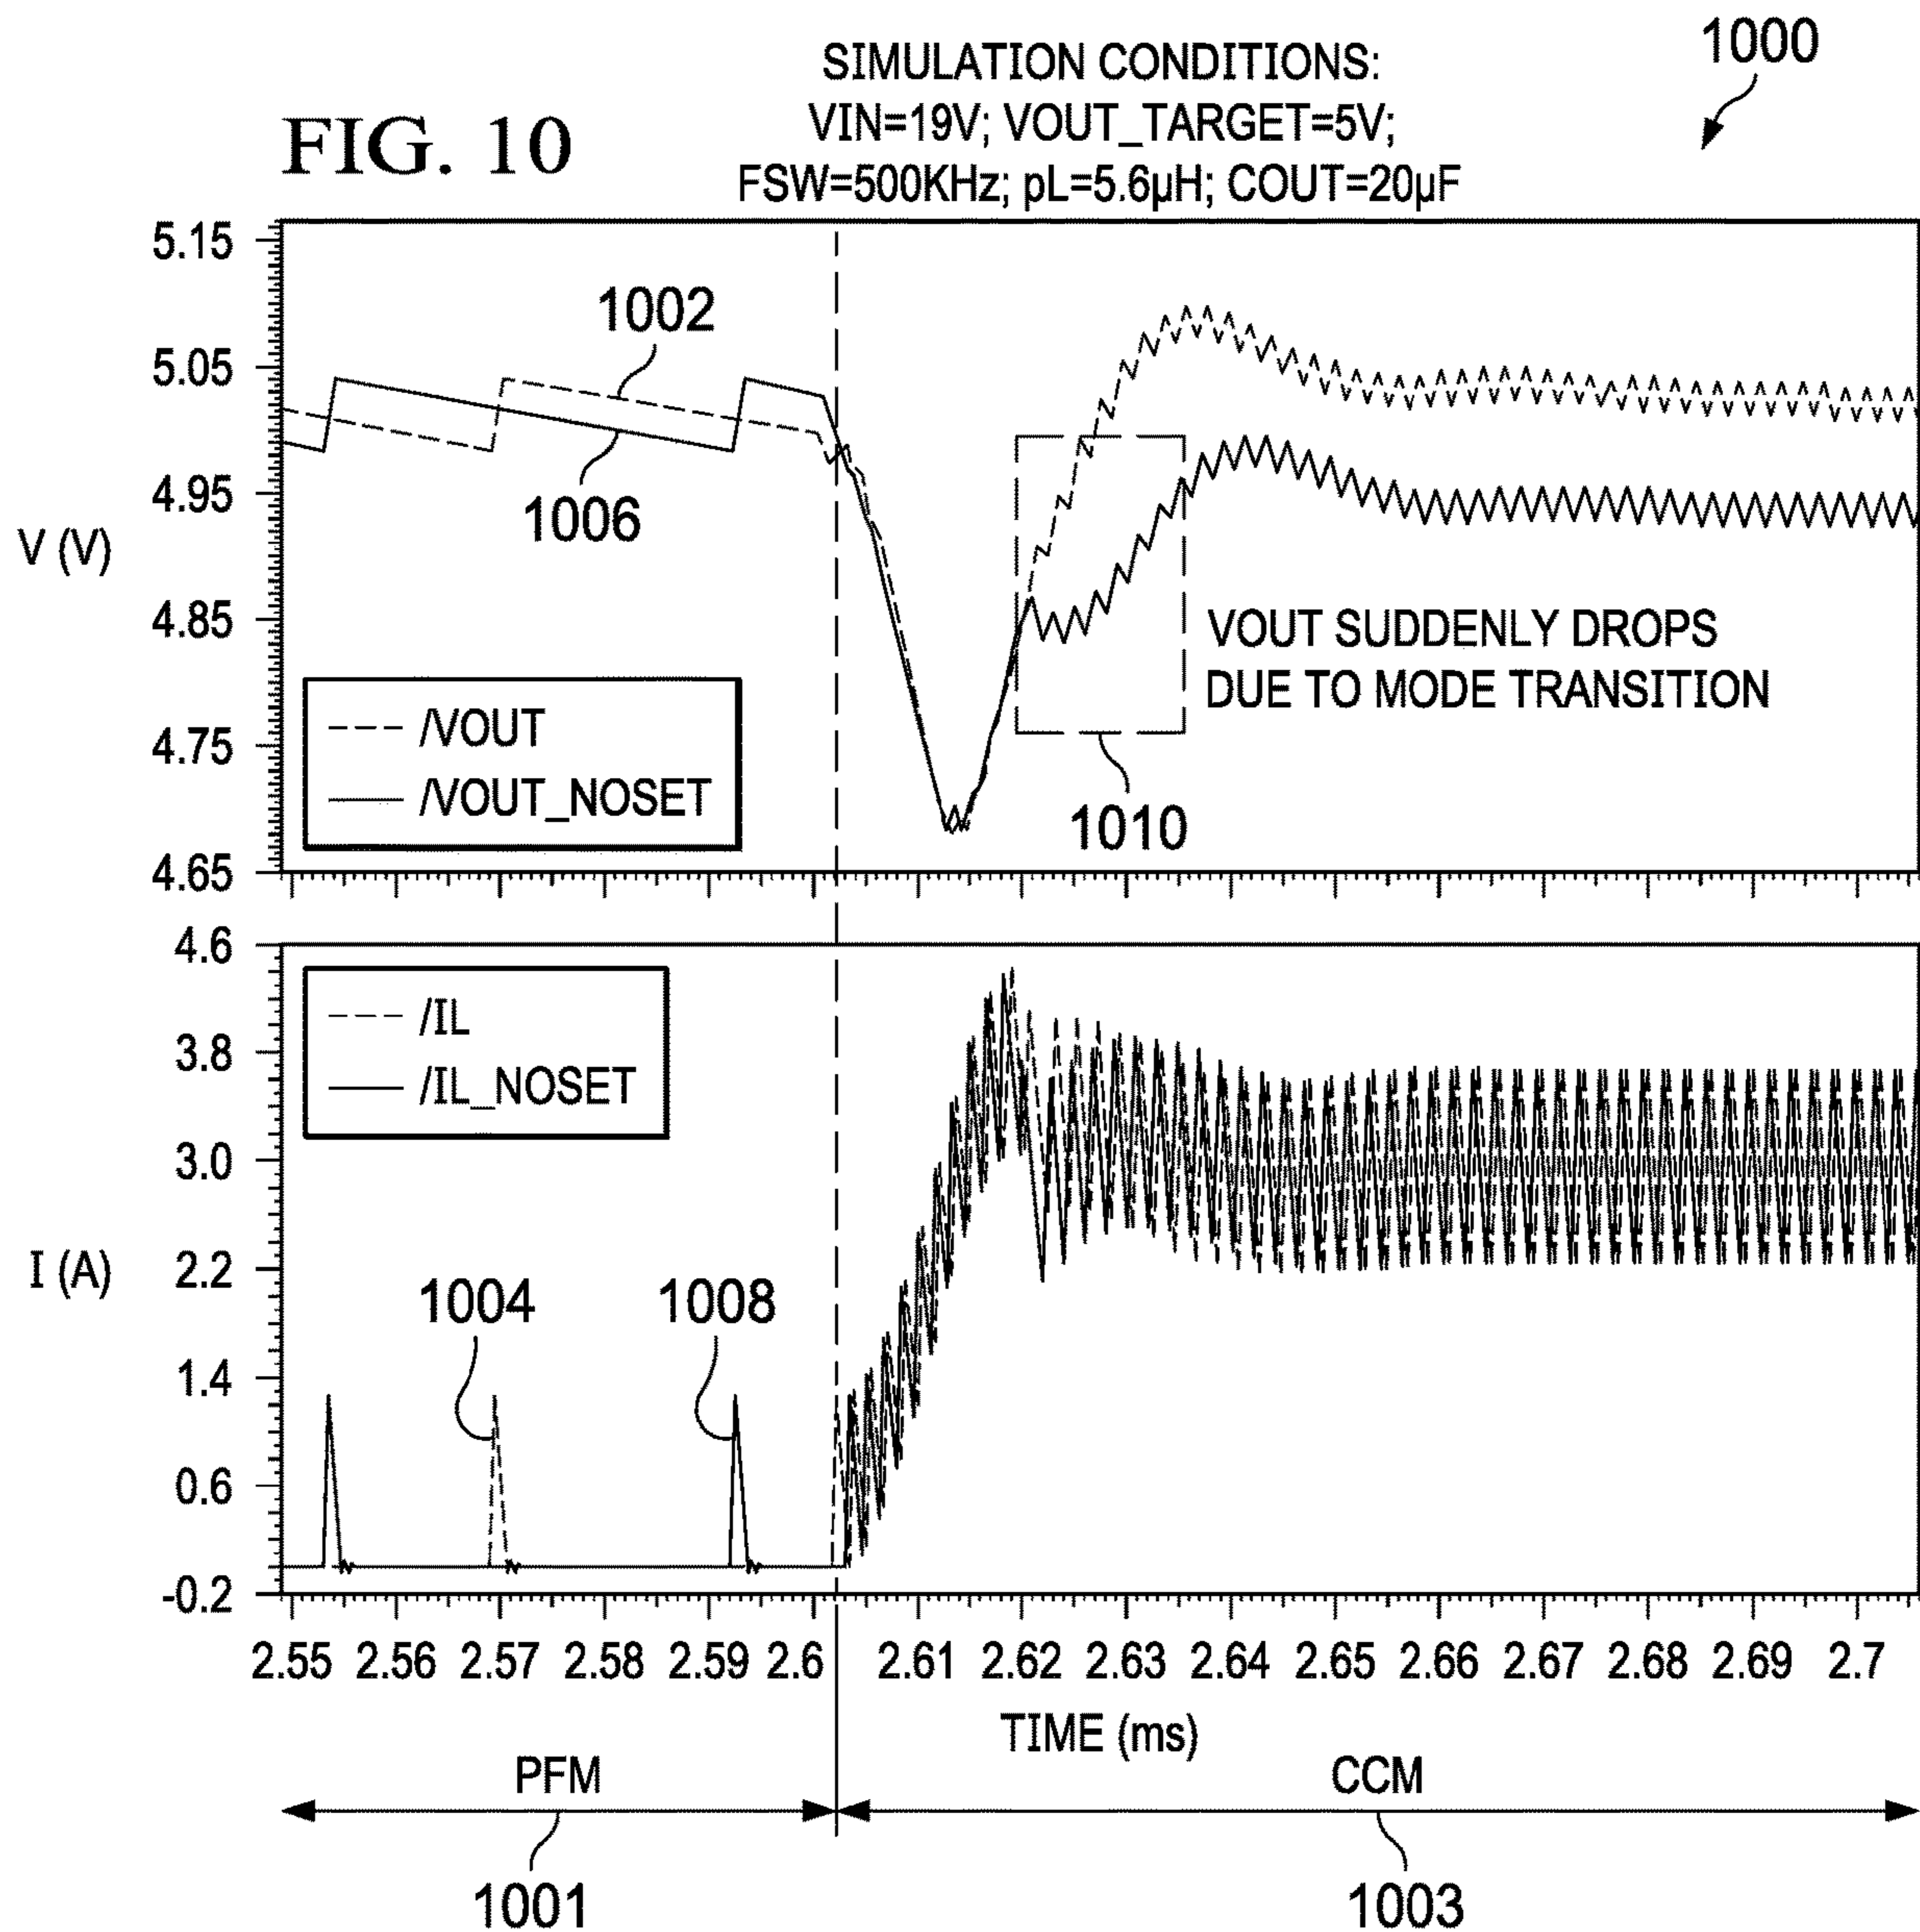 1000
SIMULATION CONDITIONS:
VIN=19V; VOUT_TARGET=5V;
FSW=500KHz; pL=5.6µH; COUT=20µF
FIG. 10
5.15
5.05
4.95
4.85
4.75
4.65
V (V)
1002
1006
/VOUT
/VOUT_NOSET
VOUT SUDDENLY DROPS
DUE TO MODE TRANSITION
1010
4.6
3.8
3.0
2.2
1.4
0.6
-0.2
I (A)
/IL
/IL_NOSET
1004
1008
2.55 2.56 2.57 2.58 2.59 2.6 2.61 2.62 2.63 2.64 2.65 2.66 2.67 2.68 2.69 2.7
TIME (ms)
PFM
CCM
1001
1003